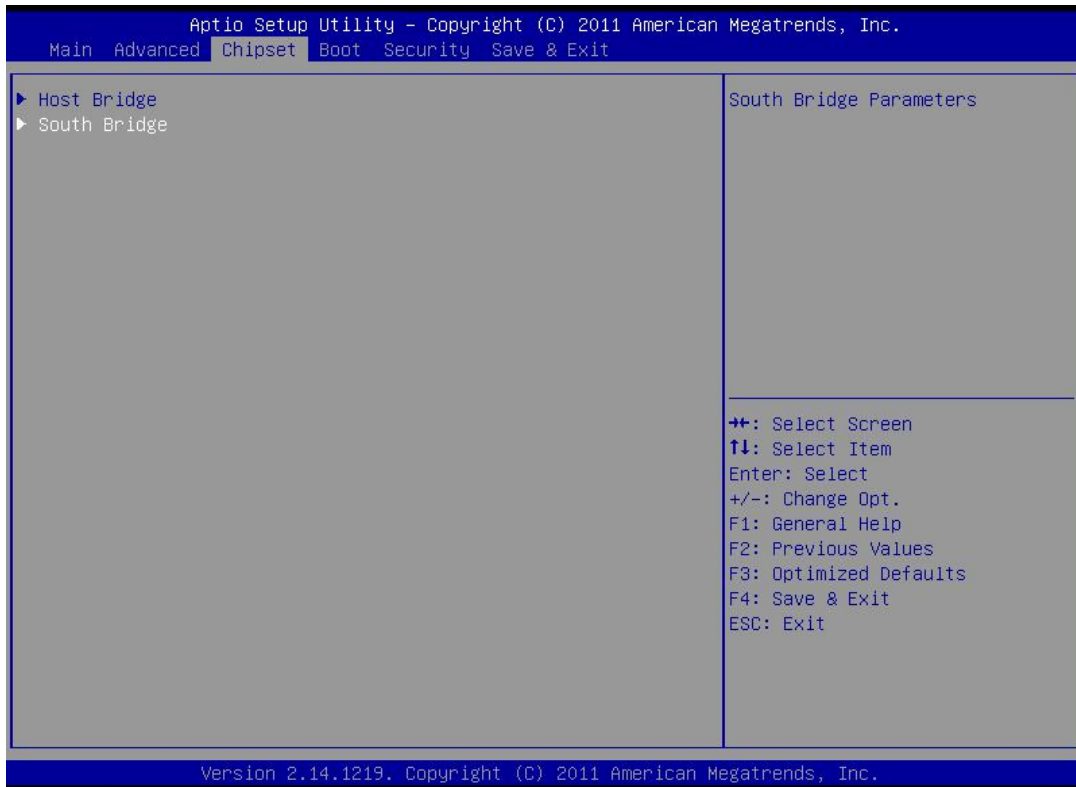 Aptio Setup Utility – Copyright (C) 2011 American Megatrends, Inc.
Main Advanced Chipset Boot Security Save & Exit
▶ Host Bridge
▶ South Bridge
South Bridge Parameters
→←: Select Screen
↑↓: Select Item
Enter: Select
+/-: Change Opt.
F1: General Help
F2: Previous Values
F3: Optimized Defaults
F4: Save & Exit
ESC: Exit
Version 2.14.1219. Copyright (C) 2011 American Megatrends, Inc.